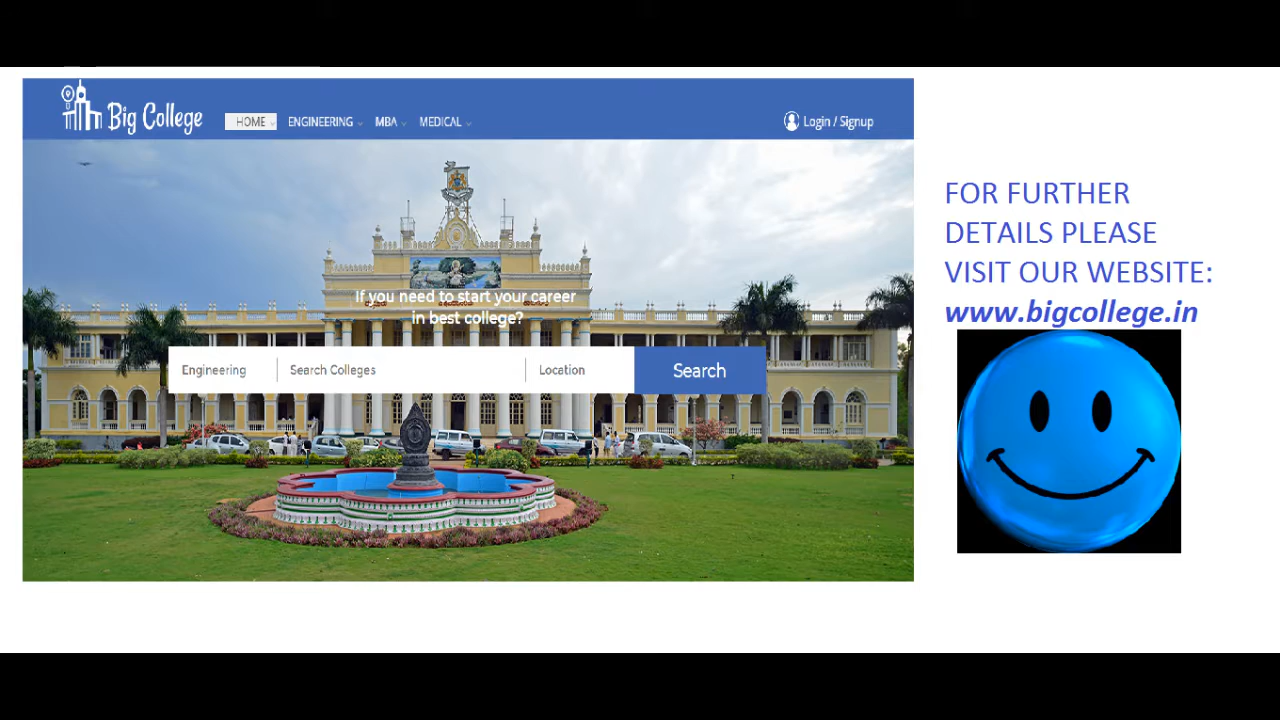 Big College
HOME ENGINEERING MBA MEDICAL
Login / Signup
If you need to start your career
in best college?
Engineering Search Colleges Location Search
FOR FURTHER
DETAILS PLEASE
VISIT OUR WEBSITE:
www.bigcollege.in